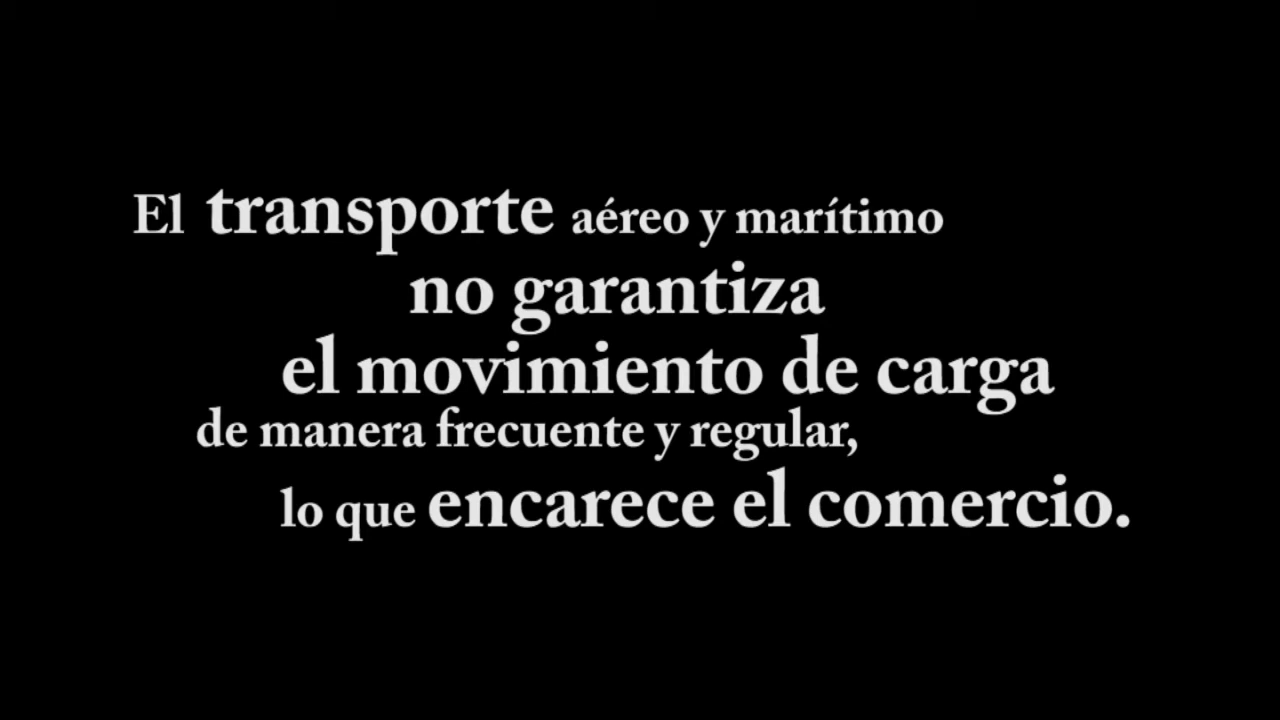 El transporte aéreo y marítimo
no garantiza
el movimiento de carga
de manera frecuente y regular,
lo que encarece el comercio.